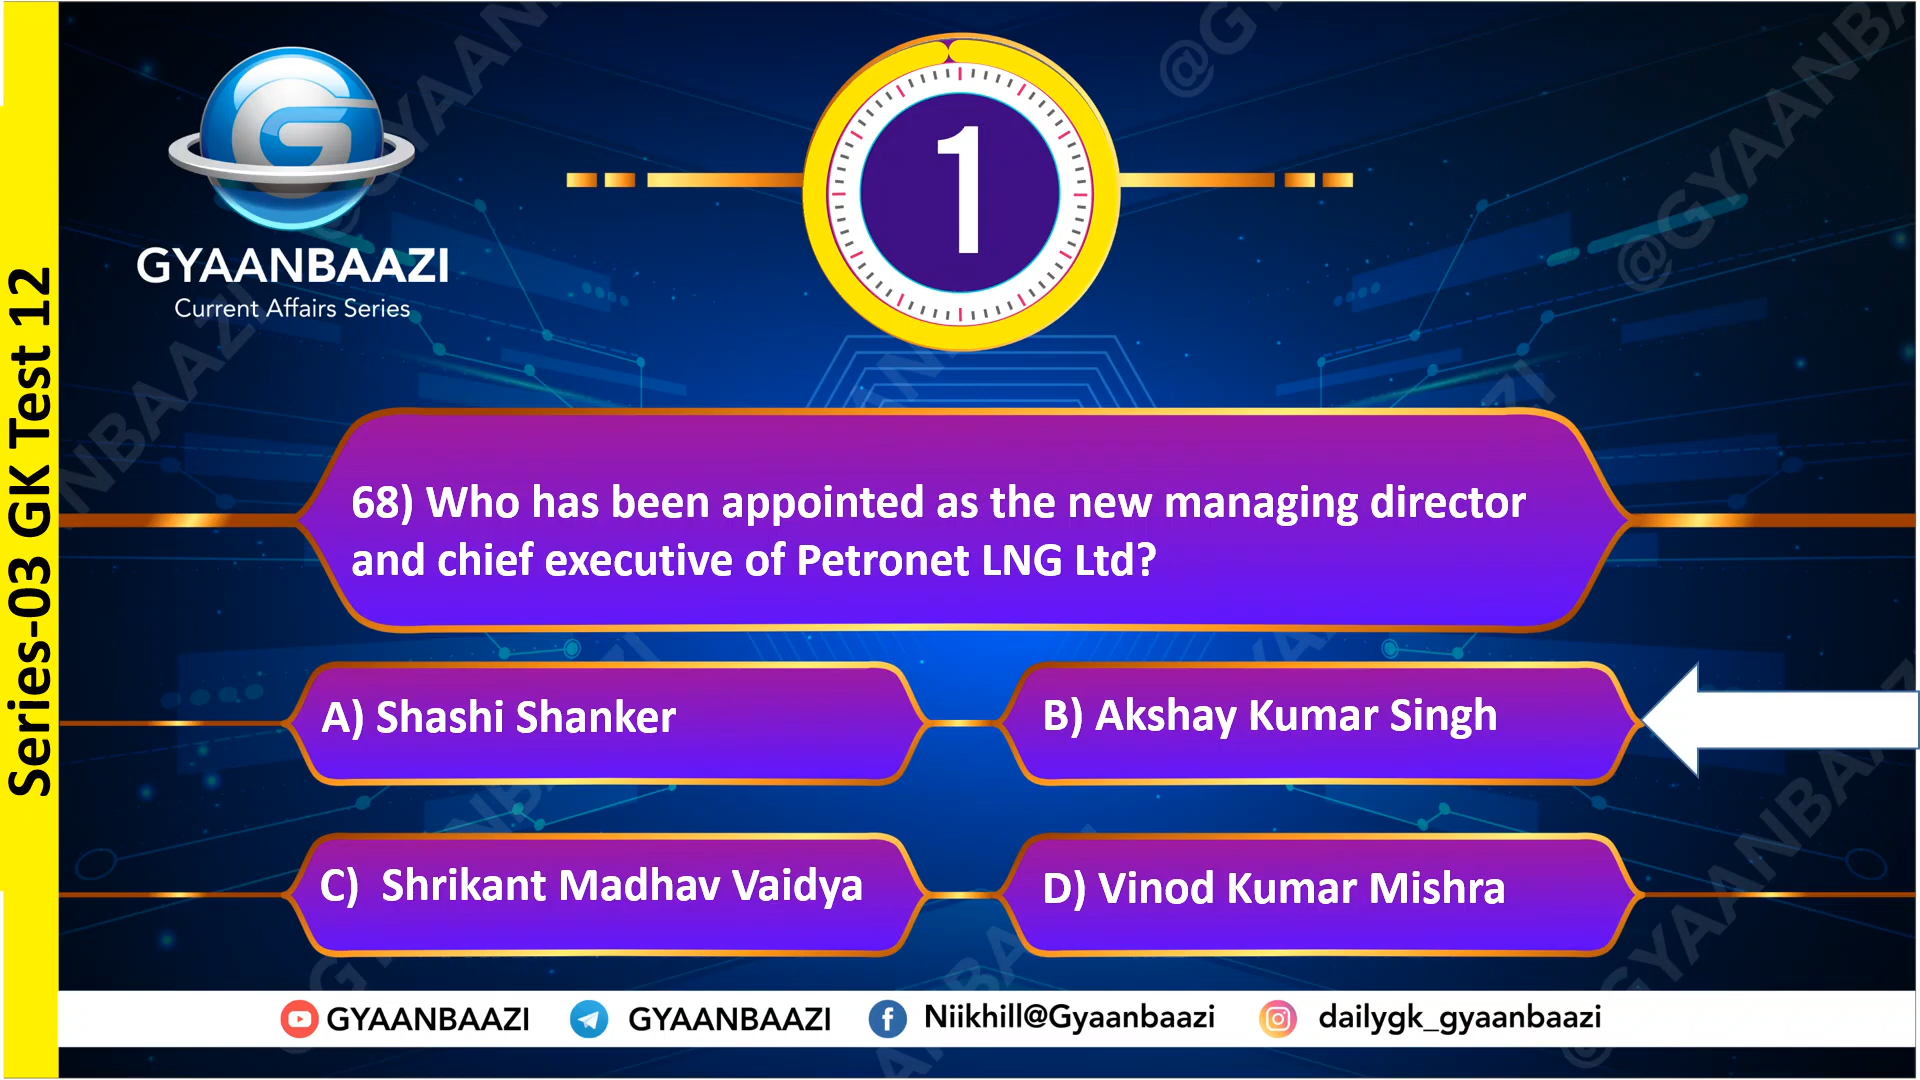 Series-03 GK Test 12
G
GYAANBAAZI
Current Affairs Series
1
68) Who has been appointed as the new managing director
and chief executive of Petronet LNG Ltd?
A) Shashi Shanker
B) Akshay Kumar Singh
C) Shrikant Madhav Vaidya
D) Vinod Kumar Mishra
GYAANBAAZI GYAANBAAZI Niikhill@Gyaanbaazi dailygk_gyaanbaazi
@GYAANBAAZI